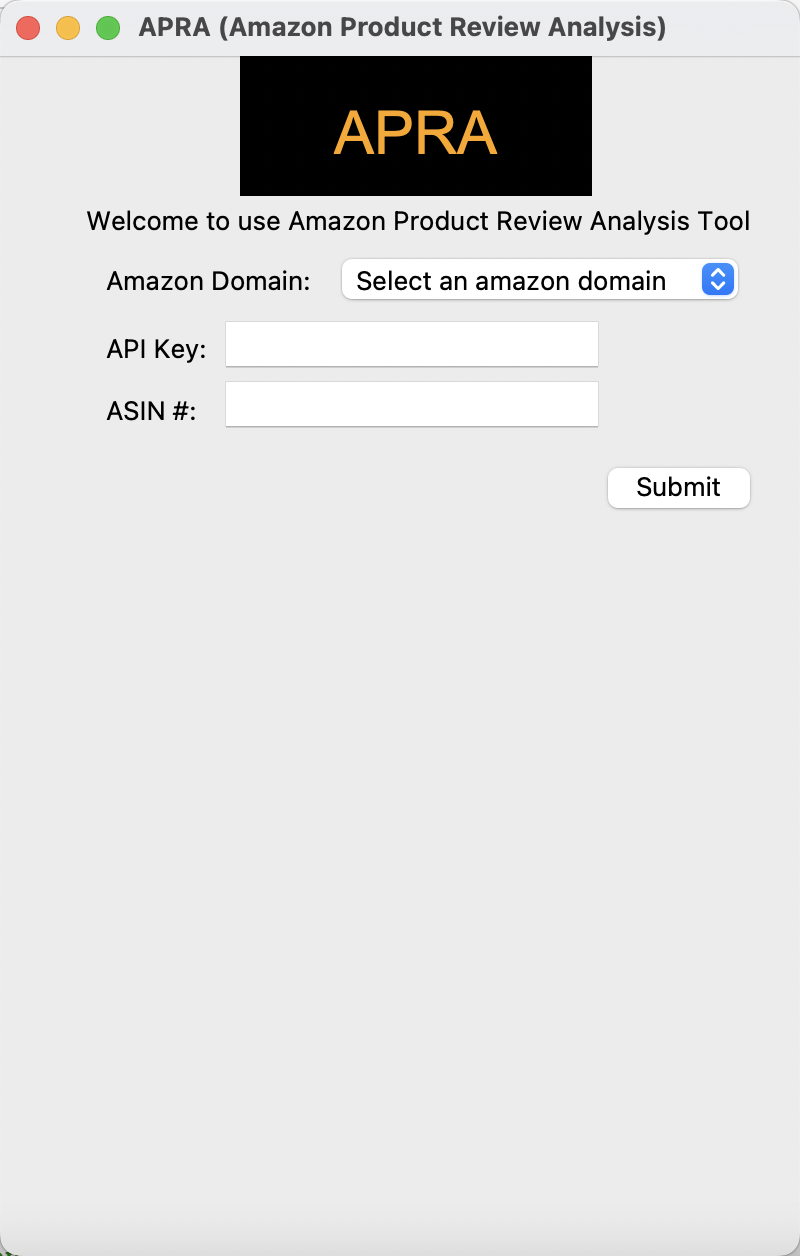 APRA (Amazon Product Review Analysis)
APRA
Welcome to use Amazon Product Review Analysis Tool
Amazon Domain: Select an amazon domain
API Key:
ASIN #:
Submit